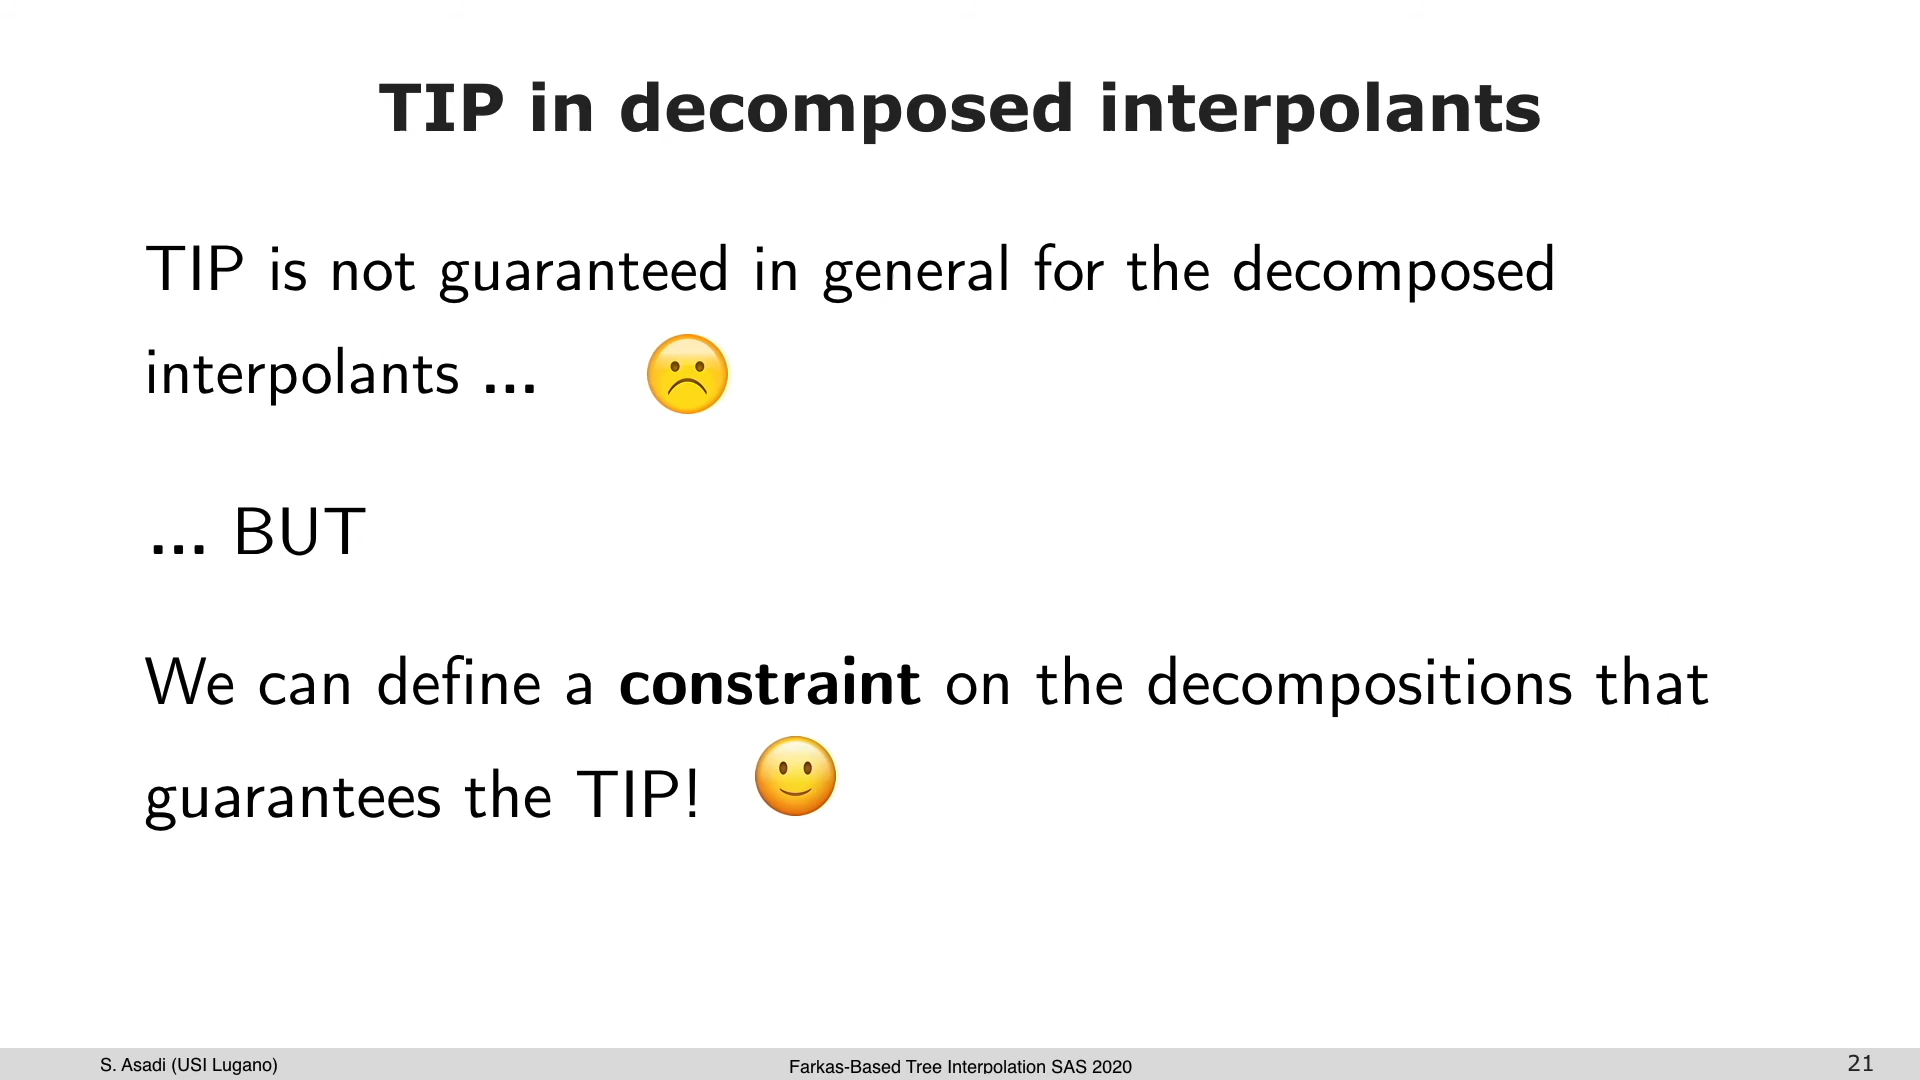 TIP in decomposed interpolants
TIP is not guaranteed in general for the decomposed
interpolants ...
... BUT
We can define a constraint on the decompositions that
guarantees the TIP!
S. Asadi (USI Lugano)
Farkas-Based Tree Interpolation SAS 2020
21